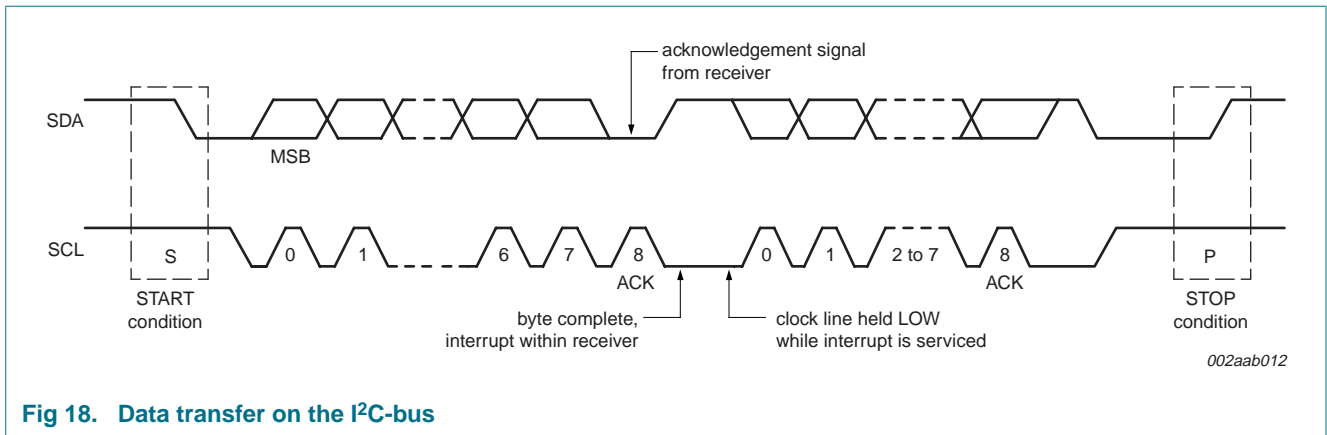 acknowledgement signal
from receiver
SDA
MSB
SCL
S
0
1
6
7
8
0
1
2 to 7
8
P
ACK
ACK
START
condition
byte complete,
interrupt within receiver
clock line held LOW
while interrupt is serviced
STOP
condition
002aab012
Fig 18. Data transfer on the I²C-bus